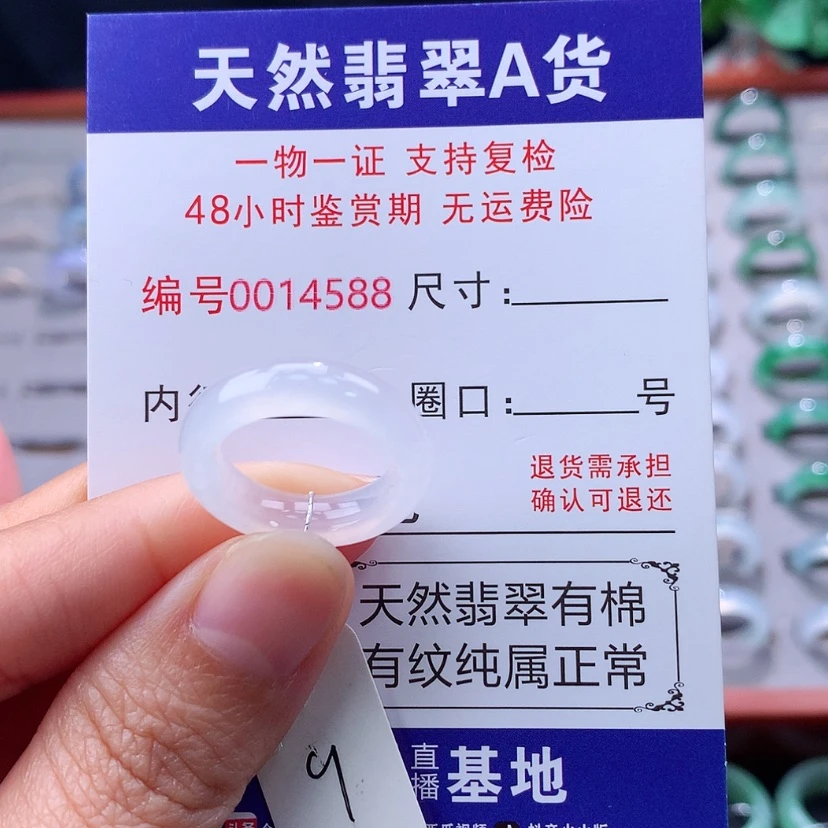 天然翡翠A货
一物一证 支持复检
48小时鉴赏期 无运费险
编号0014588 尺寸:
内 圈口: 号
退货需承担
确认可退还
天然翡翠有棉
有纹纯属正常
9
直播 基地